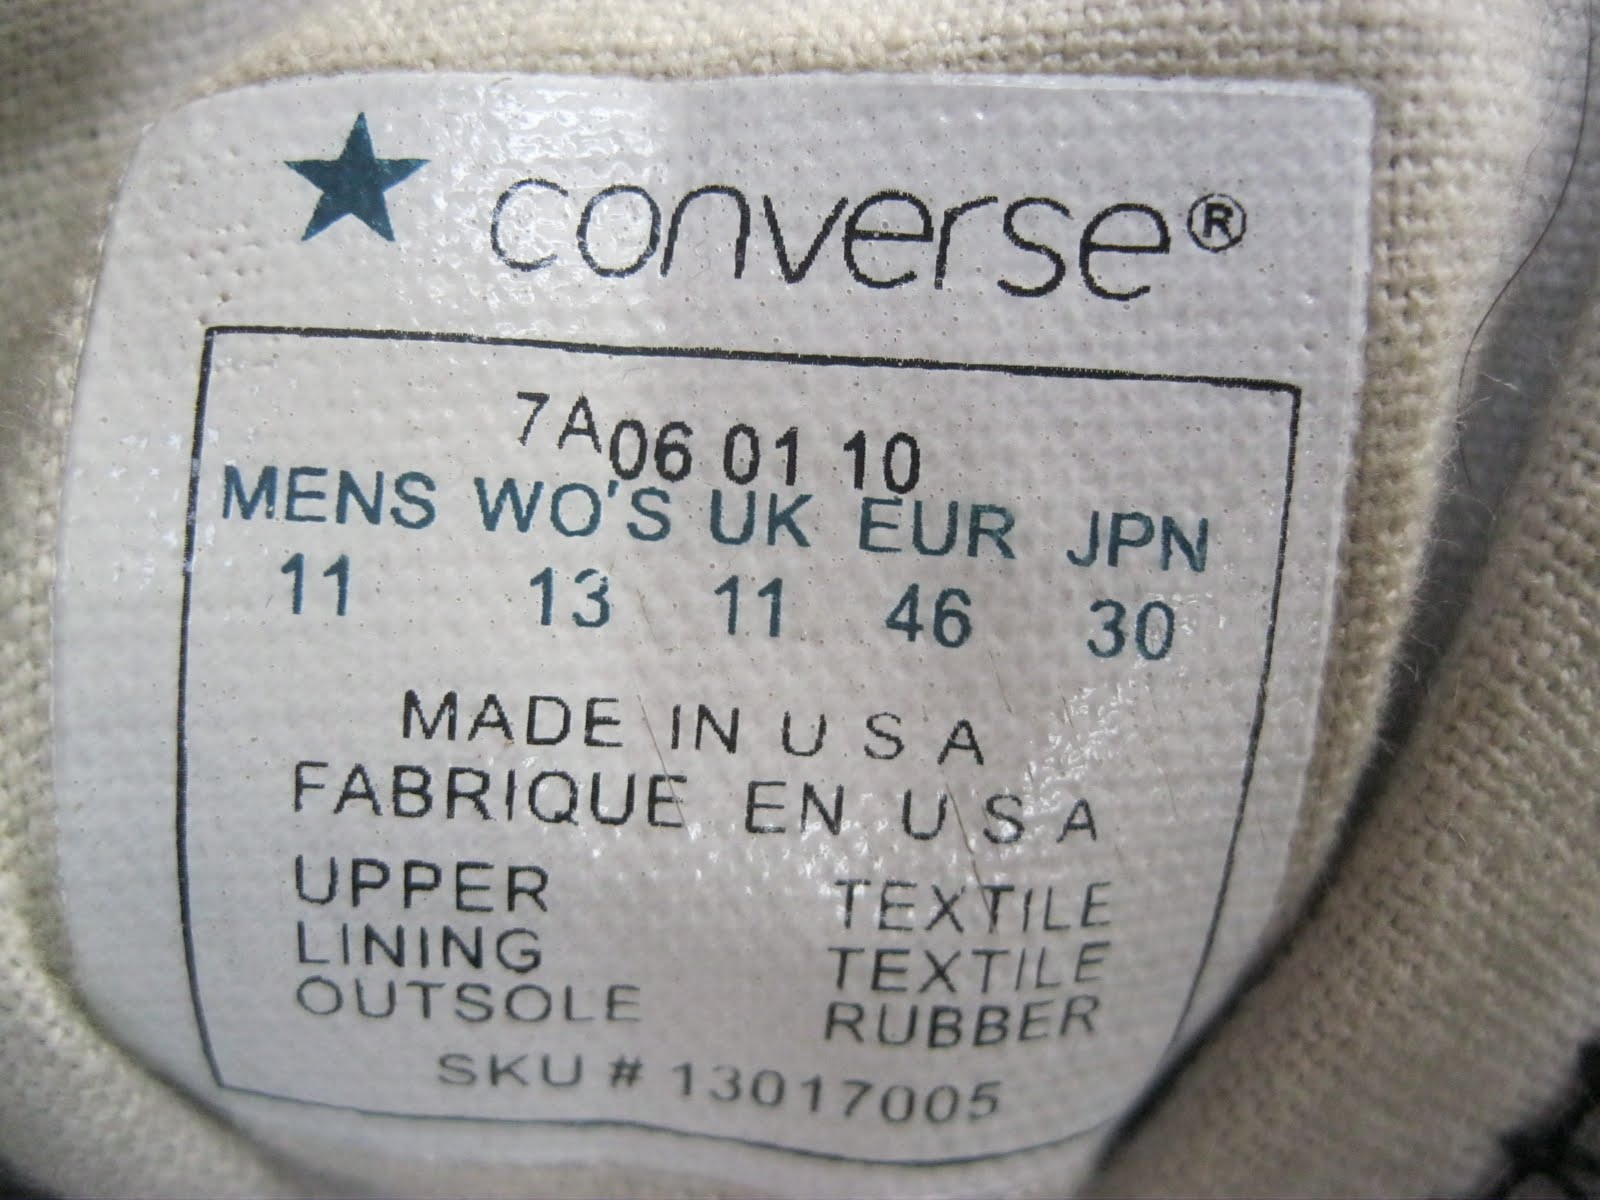 converse®
7A06 01 10
MENS WO'S UK EUR JPN
11 13 11 46 30
MADE IN U S A
FABRIQUE EN U S A
UPPER TEXTILE
LINING TEXTILE
OUTSOLE RUBBER
SKU # 13017005